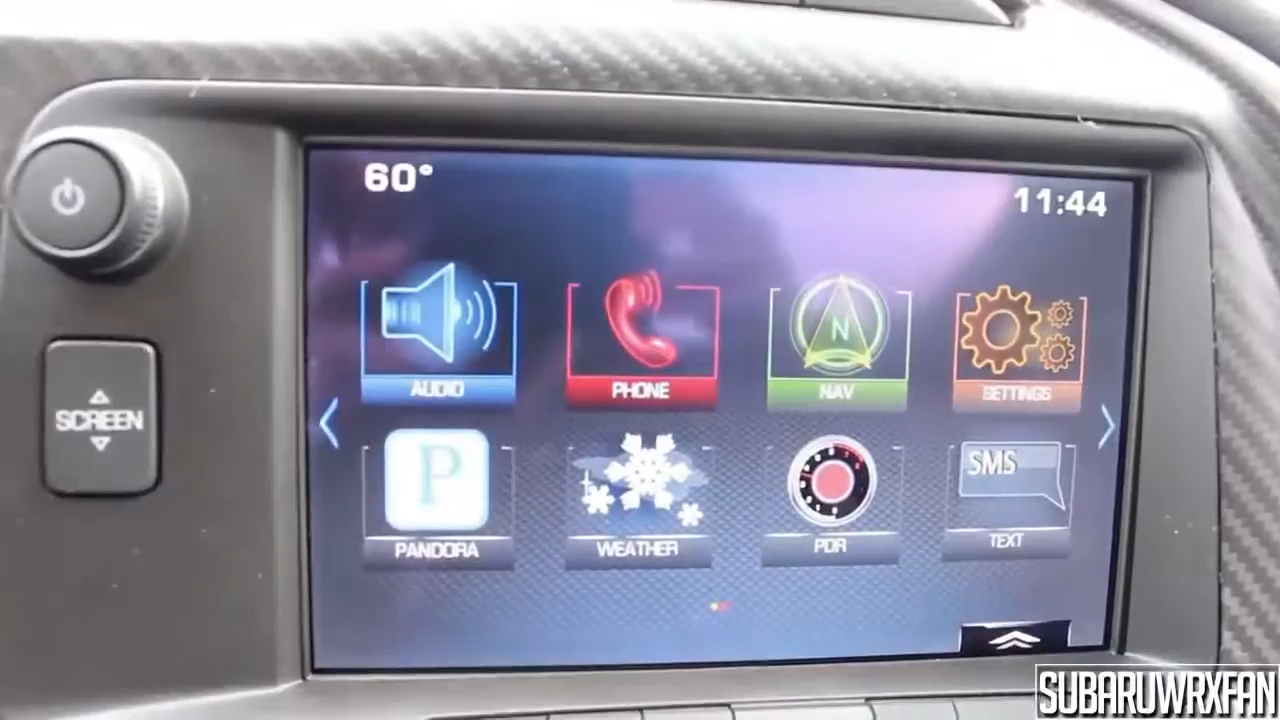 60°
11:44
AUDIO
PHONE
N
NAV
SETTINGS
SCREEN
P
SMS
PANDORA
WEATHER
PDR
TEXT
SUBARUWRXFAN